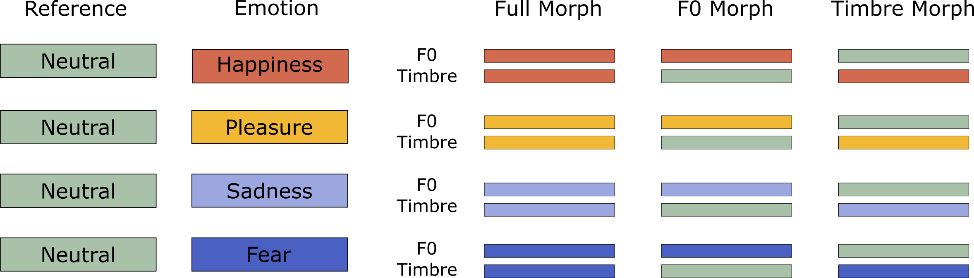 Reference Emotion Full Morph F0 Morph Timbre Morph
Neutral Happiness F0
Timbre
Neutral Pleasure F0
Timbre
Neutral Sadness F0
Timbre
Neutral Fear F0
Timbre